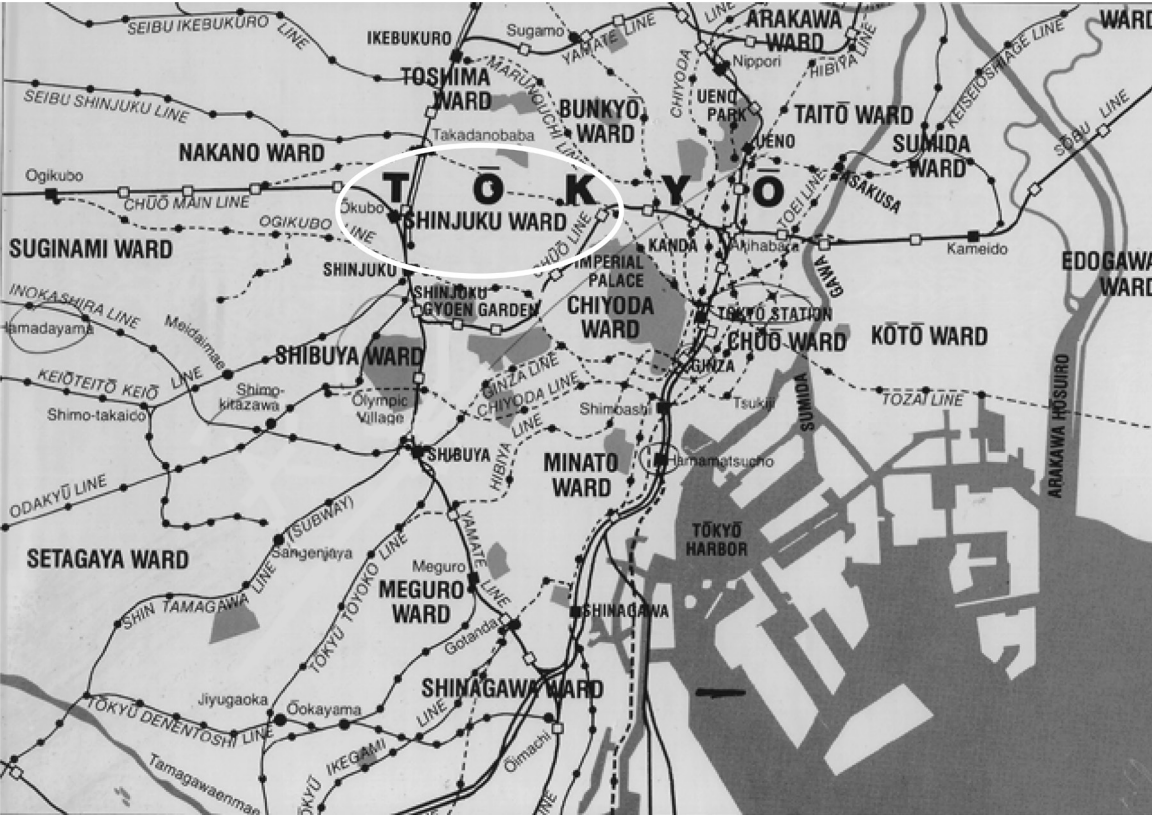 SEIBU IKEBUKURO LINE
IKEBUKURO
Sugamo
YAMATE LINE
LINE
ARAKAWA
WARD
WARD
TOSHIMA
WARD
MARUNOUCHI LINE
CHIYODA
Nippori
HIBIYA LINE
KEISEIOSHIAGE LINE
SEIBU SHINJUKU LINE
BUNKYŌ
WARD
UENO
PARK
TAITŌ WARD
SŌBU LINE
NAKANO WARD
Takadanobaba
UENO
SUMIDA
WARD
Ogikubo
ASAKUSA
TŌKYŌ
CHŪŌ MAIN LINE
Okubo
SHINJUKU WARD
TOEI LINE
OGIKUBO LINE
CHŪŌ LINE
KANDA
Akihabara
Kameido
SUGINAMI WARD
SHINJUKU
IMPERIAL
PALACE
GAWA
EDOGAWA
WARD
INOKASHIRA LINE
SHINJUKU
GYOEN GARDEN
CHIYODA
WARD
TOKYO STATION
Hamadayama
Meidaimae
CHŪŌ WARD
KŌTŌ WARD
SHIBUYA WARD
GINZA LINE
GINZA
KEIŌTEITŌ KEIŌ LINE
Shimo-
kitazawa
CHIYODA LINE
Shimo-takaido
Olympic
Village
Shimbashi
Tsukiji
SUMIDA
TOZAI LINE
ARAKAWA HOSUIRO
HIBIYA LINE
SHIBUYA
MINATO
WARD
Hamamatsucho
ODAKYŪ LINE
(SUBWAY)
YAMATE LINE
TŌKYŌ
HARBOR
SETAGAYA WARD
Sangenjaya
Meguro
MEGURO
WARD
SHIN TAMAGAWA LINE
TŌKYŪ TOYOKO LINE
SHINAGAWA
Gotanda
SHINAGAWA WARD
Jiyugaoka
Ōokayama
TŌKYŪ DENENTOSHI LINE
TŌKYŪ IKEGAMI LINE
Ōimachi
Tamagawaenmae
LINE